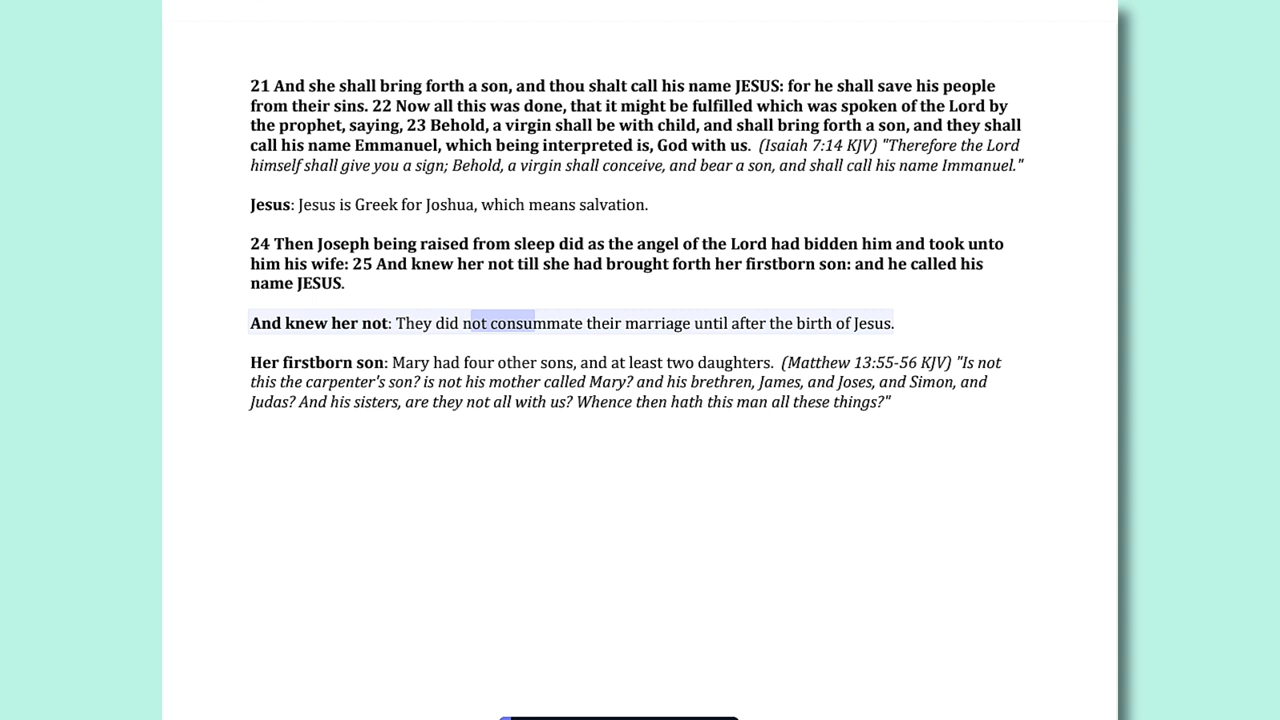 21 And she shall bring forth a son, and thou shalt call his name JESUS: for he shall save his people
from their sins. 22 Now all this was done, that it might be fulfilled which was spoken of the Lord by
the prophet, saying, 23 Behold, a virgin shall be with child, and shall bring forth a son, and they shall
call his name Emmanuel, which being interpreted is, God with us. (Isaiah 7:14 KJV) "Therefore the Lord
himself shall give you a sign; Behold, a virgin shall conceive, and bear a son, and shall call his name Immanuel."
Jesus: Jesus is Greek for Joshua, which means salvation.
24 Then Joseph being raised from sleep did as the angel of the Lord had bidden him and took unto
him his wife: 25 And knew her not till she had brought forth her firstborn son: and he called his
name JESUS.
And knew her not: They did not consummate their marriage until after the birth of Jesus.
Her firstborn son: Mary had four other sons, and at least two daughters. (Matthew 13:55-56 KJV) "Is not
this the carpenter's son? is not his mother called Mary? and his brethren, James, and Joses, and Simon, and
Judas? And his sisters, are they not all with us? Whence then hath this man all these things?"